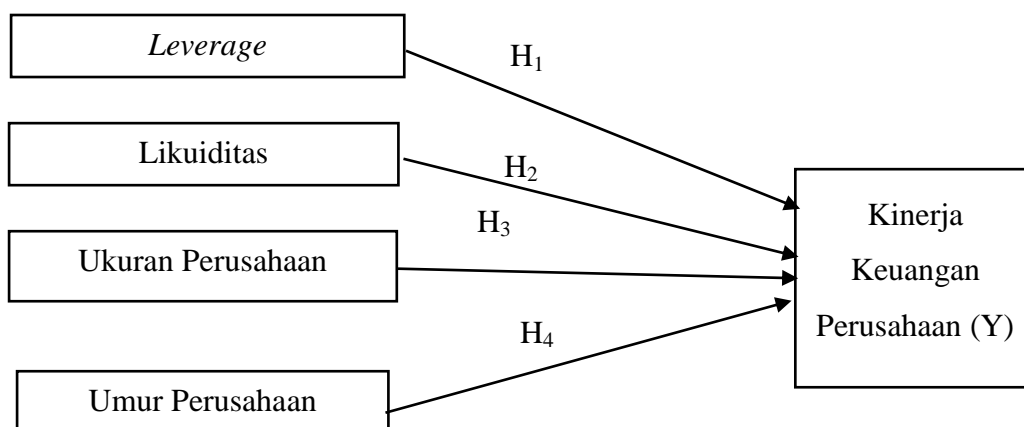 Leverage
H₁
Likuiditas
H₂
Ukuran Perusahaan
H₃
Umur Perusahaan
H₄
Kinerja
Keuangan
Perusahaan (Y)